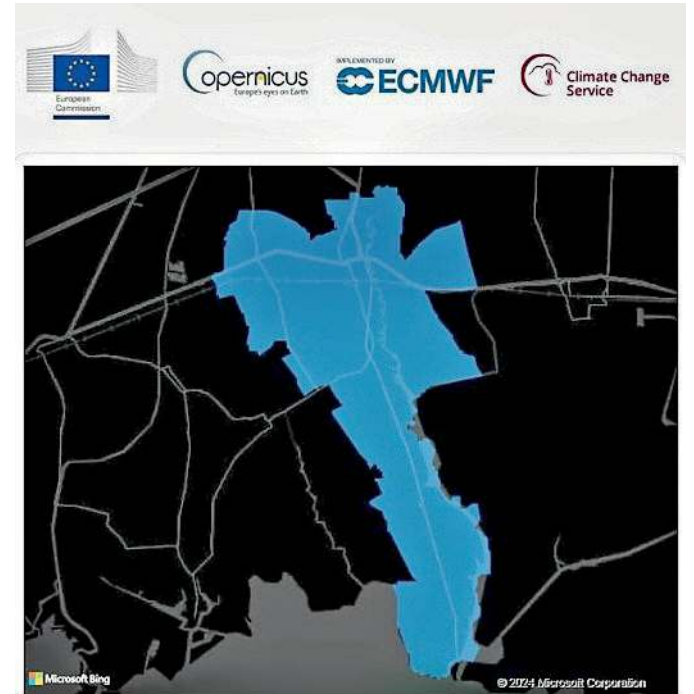 European
Commission
Copernicus
Europe's eyes on Earth
IMPLEMENTED BY
ECMWF
Climate Change
Service
Microsoft Bing
© 2024 Microsoft Corporation